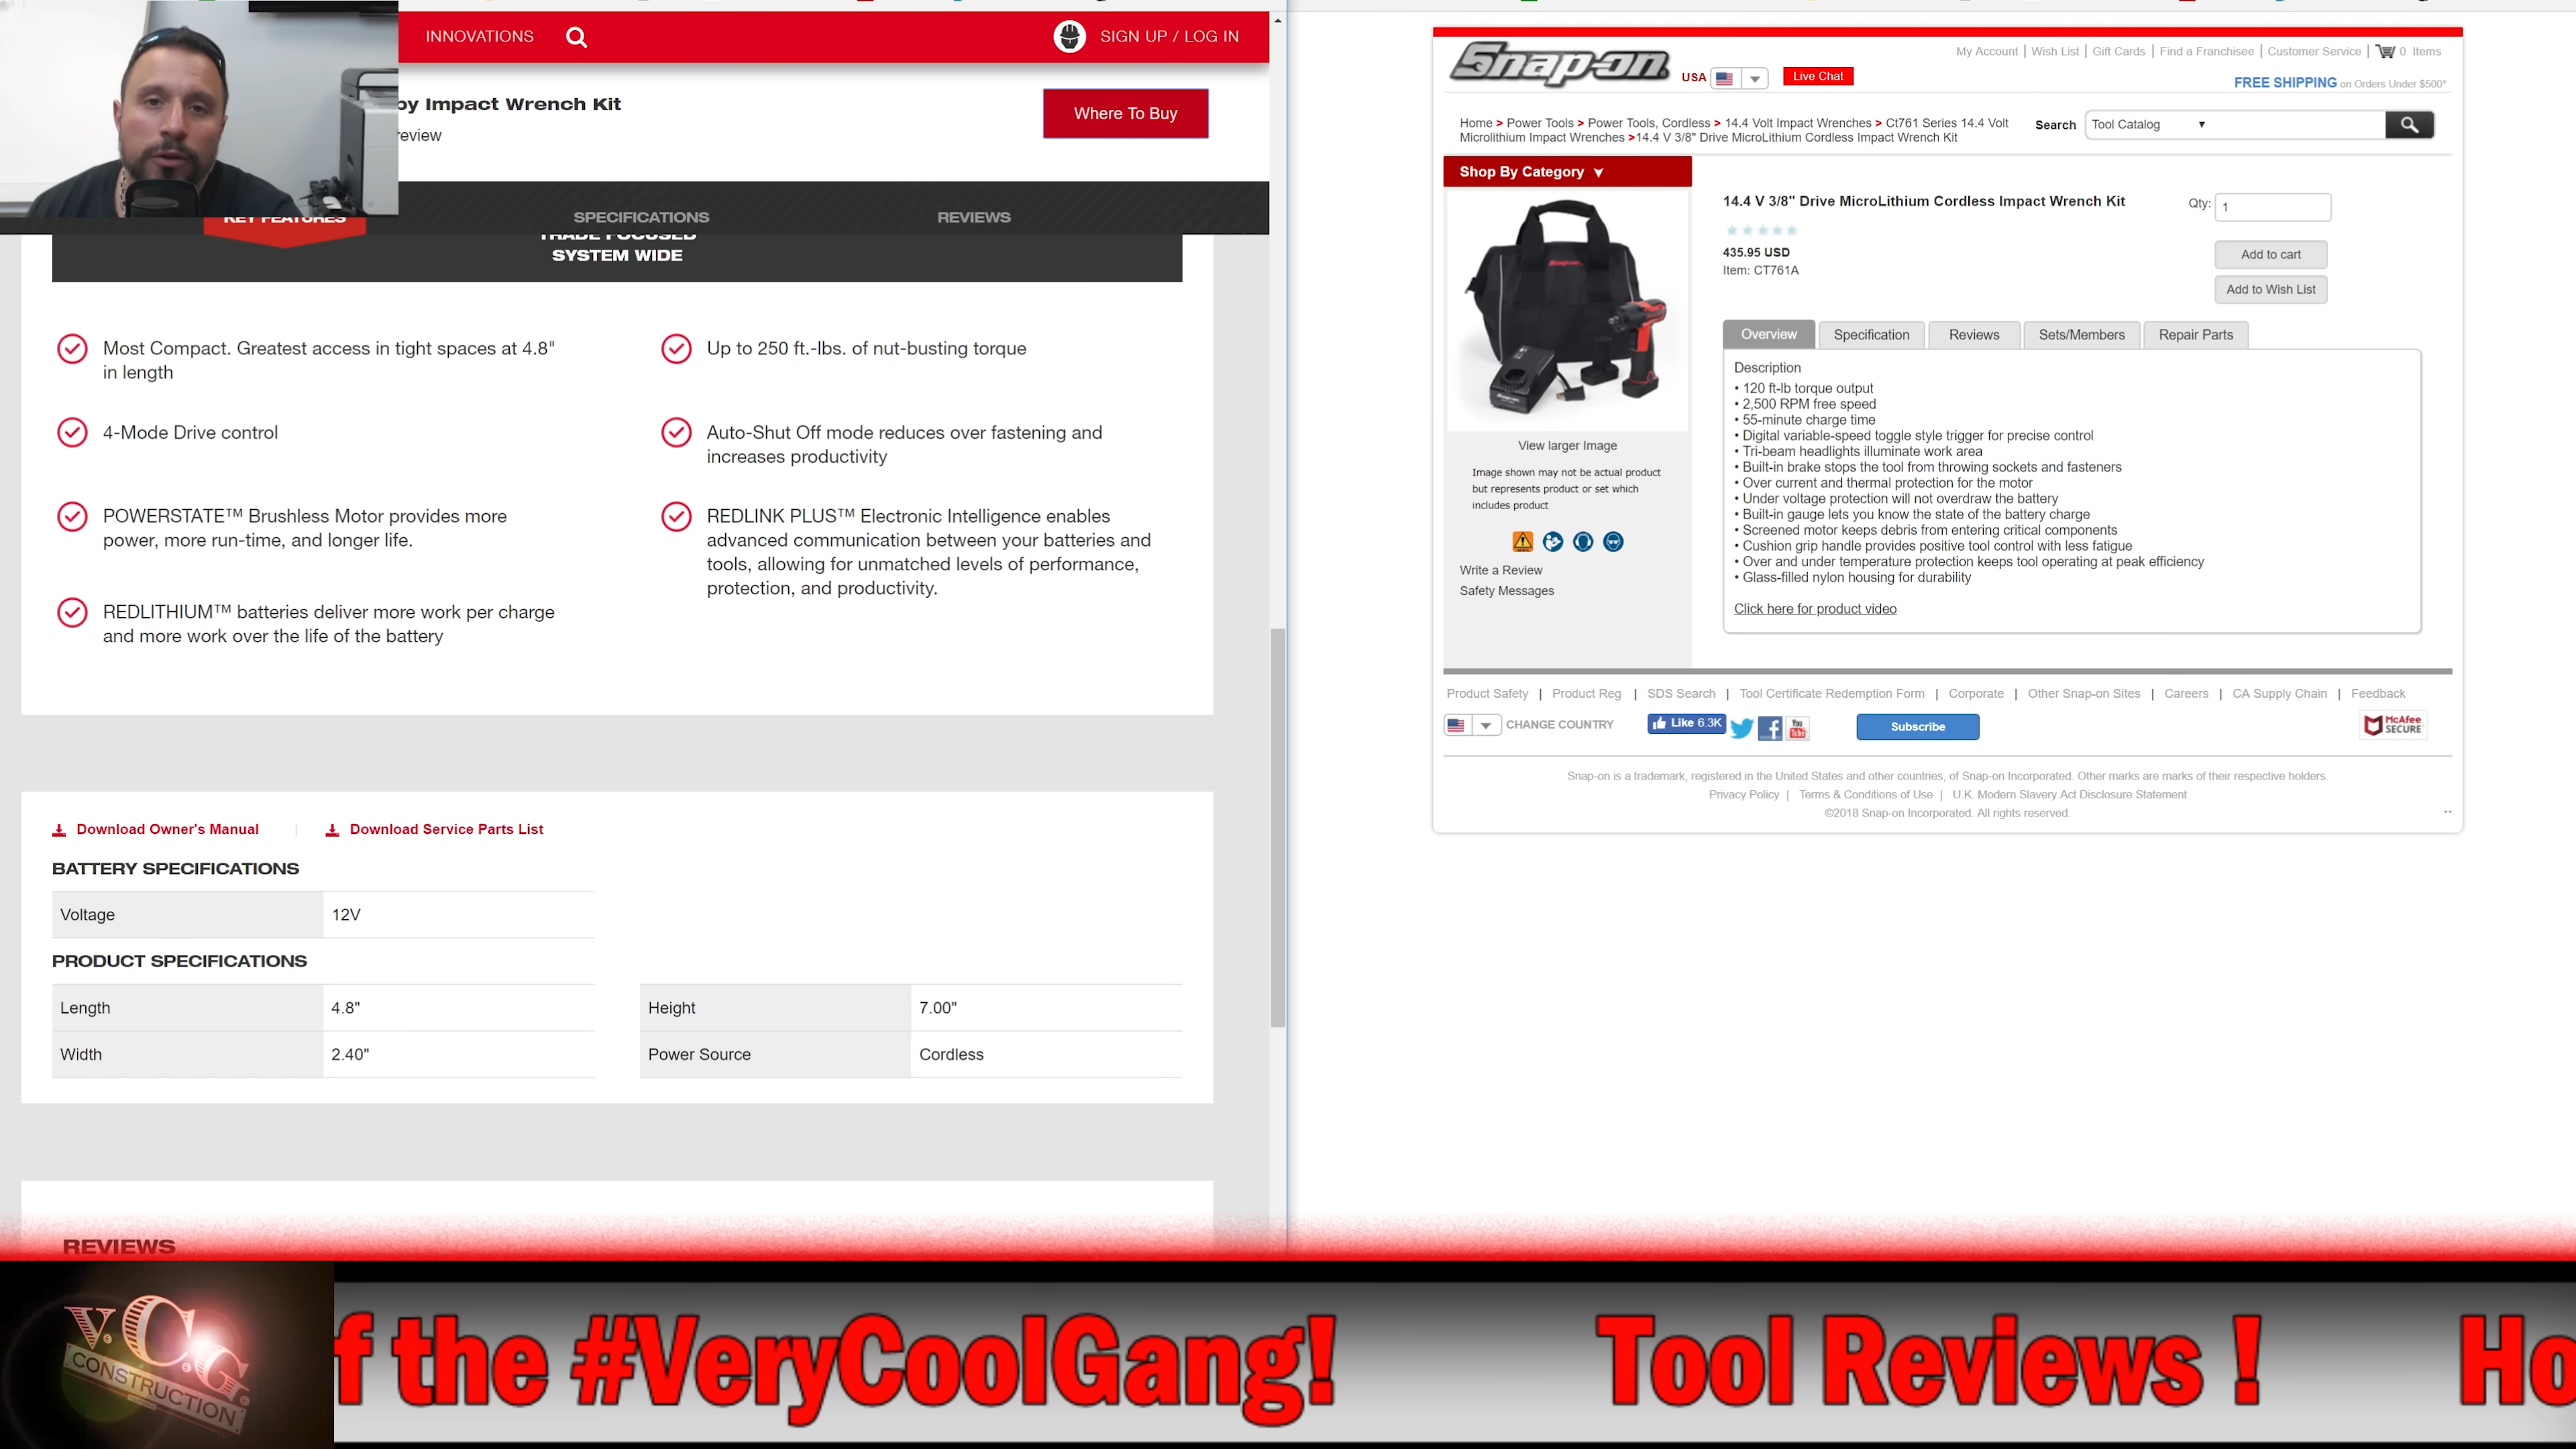 INNOVATIONS
SIGN UP / LOG IN
by Impact Wrench Kit
review
Where To Buy
KEY FEATURES
SPECIFICATIONS
REVIEWS
TRADE FOCUSED
SYSTEM WIDE
Most Compact. Greatest access in tight spaces at 4.8"
in length
Up to 250 ft.-lbs. of nut-busting torque
4-Mode Drive control
Auto-Shut Off mode reduces over fastening and
increases productivity
POWERSTATE™ Brushless Motor provides more
power, more run-time, and longer life.
REDLINK PLUS™ Electronic Intelligence enables
advanced communication between your batteries and
tools, allowing for unmatched levels of performance,
protection, and productivity.
REDLITHIUM™ batteries deliver more work per charge
and more work over the life of the battery
Download Owner's Manual | Download Service Parts List
BATTERY SPECIFICATIONS
Voltage 12V
PRODUCT SPECIFICATIONS
Length 4.8"
Height 7.00"
Width 2.40"
Power Source Cordless
REVIEWS
Snap-on
USA
Live Chat
My Account | Wish List | Gift Cards | Find a Franchisee | Customer Service | 0 Items
FREE SHIPPING on Orders Under $500*
Home > Power Tools > Power Tools, Cordless > 14.4 Volt Impact Wrenches > Ct761 Series 14.4 Volt
Microlithium Impact Wrenches >14.4 V 3/8" Drive MicroLithium Cordless Impact Wrench Kit
Search Tool Catalog
Shop By Category
View larger Image
Image shown may not be actual product
but represents product or set which
includes product
Write a Review
Safety Messages
14.4 V 3/8" Drive MicroLithium Cordless Impact Wrench Kit
435.95 USD
Item: CT761A
Qty: 1
Add to cart
Add to Wish List
Overview Specification Reviews Sets/Members Repair Parts
Description
• 120 ft-lb torque output
• 2,500 RPM free speed
• 55-minute charge time
• Digital variable-speed toggle style trigger for precise control
• Tri-beam headlights illuminate work area
• Built-in brake stops the tool from throwing sockets and fasteners
• Over current and thermal protection for the motor
• Under voltage protection will not overdraw the battery
• Built-in gauge lets you know the state of the battery charge
• Screened motor keeps debris from entering critical components
• Cushion grip handle provides positive tool control with less fatigue
• Over and under temperature protection keeps tool operating at peak efficiency
• Glass-filled nylon housing for durability
Click here for product video
Product Safety | Product Reg | SDS Search | Tool Certificate Redemption Form | Corporate | Other Snap-on Sites | Careers | CA Supply Chain | Feedback
CHANGE COUNTRY
Like 6.3K
You Tube
Subscribe
McAfee
SECURE
Snap-on is a trademark, registered in the United States and other countries, of Snap-on Incorporated. Other marks are marks of their respective holders.
Privacy Policy | Terms & Conditions of Use | U.K. Modern Slavery Act Disclosure Statement
©2018 Snap-on Incorporated. All rights reserved.
V.C.G.
CONSTRUCTION
f the #VeryCoolGang! Tool Reviews ! Ho